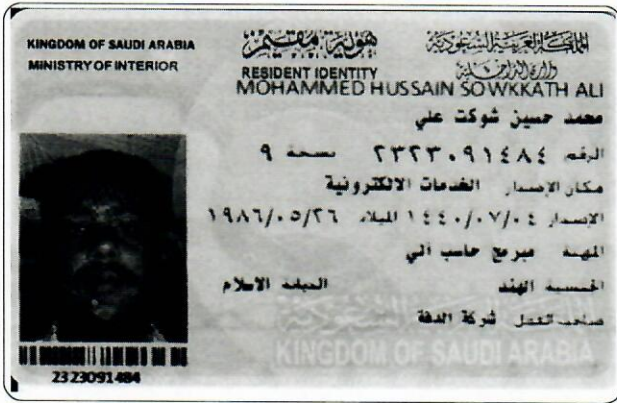 KINGDOM OF SAUDI ARABIA
MINISTRY OF INTERIOR
هوية مقيم
المملكة العربية السعودية
وزارة الداخلية
RESIDENT IDENTITY
MOHAMMED HUSSAIN SOWKKATH ALI
محمد حسين شوكت علي
الرقم ٢٣٢٣٠٩١٤٨٤ نسخة ٩
مكان الإصدار الخدمات الالكترونية
الإصدار ١٤٤٠/٠٧/٠٤ الميلاد ١٩٨٦/٠٥/٢٦
المهنة مبرمج حاسب آلي
الجنسية الهند الديانة الاسلام
صاحب العمل شركة الدفة
KINGDOM OF SAUDI ARABIA
2323091484